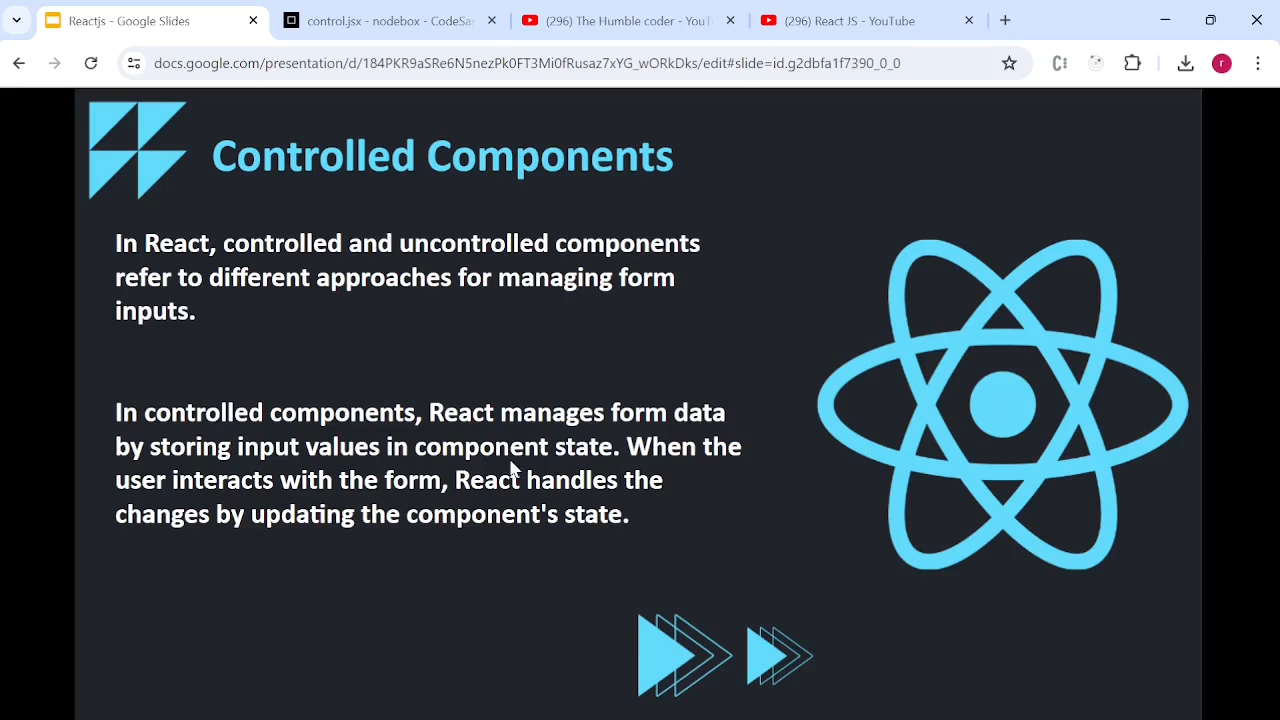 Reactjs - Google Slides
control.jsx - nodebox - CodeSa
(296) The Humble coder - YouT
(296) React JS - YouTube
docs.google.com/presentation/d/184PKR9aSRe6N5nezPk0FT3Mi0fRusaz7xYG_wORkDks/edit#slide=id.g2dbfa1f7390_0_0
r
Controlled Components
In React, controlled and uncontrolled components
refer to different approaches for managing form
inputs.
In controlled components, React manages form data
by storing input values in component state. When the
user interacts with the form, React handles the
changes by updating the component's state.